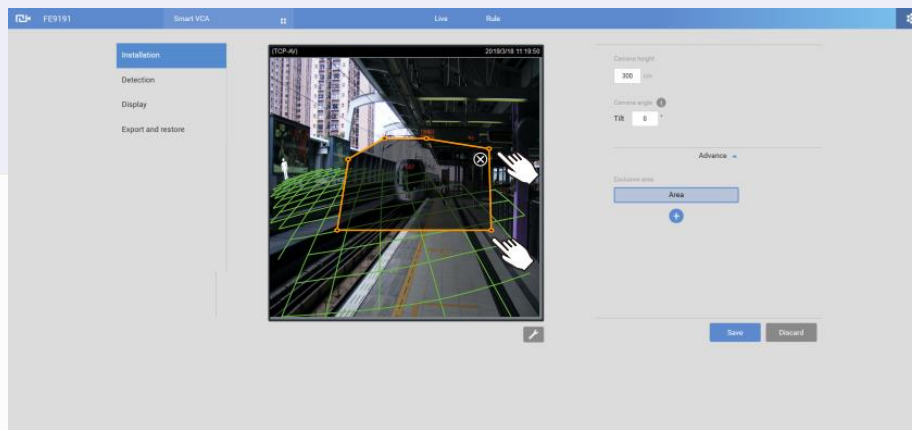 FE9191
Smart VCA
Live
Rule
Installation
Detection
Display
Export and restore
(TCP-AV)
2019/3/18 11:19:50
Camera height
300 cm
Camera angle i
Tilt 0 °
Advance
Exclusive area
Area
Save
Discard